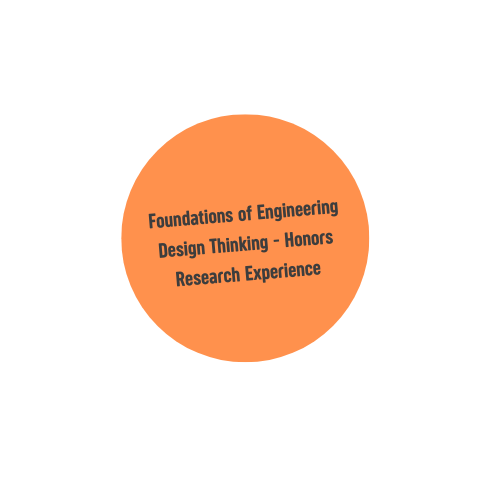 Foundations of Engineering
Design Thinking - Honors
Research Experience